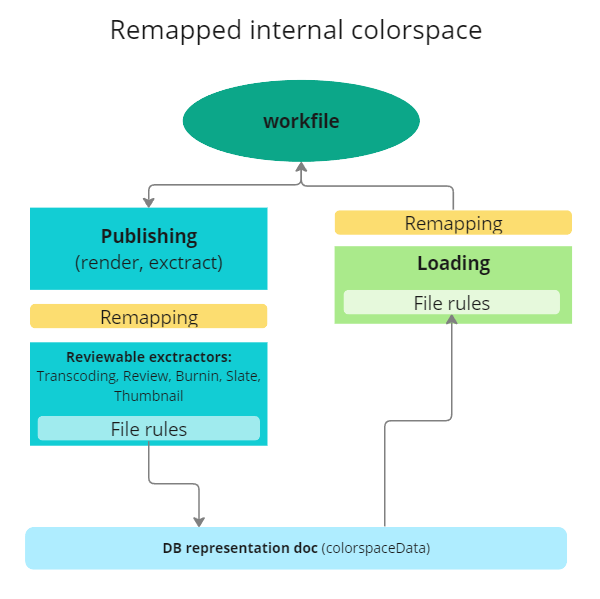 Remapped internal colorspace
workfile
Publishing
(render, exctract)
Remapping
Reviewable exctractors:
Transcoding, Review, Burnin, Slate,
Thumbnail
File rules
Remapping
Loading
File rules
DB representation doc (colorspaceData)